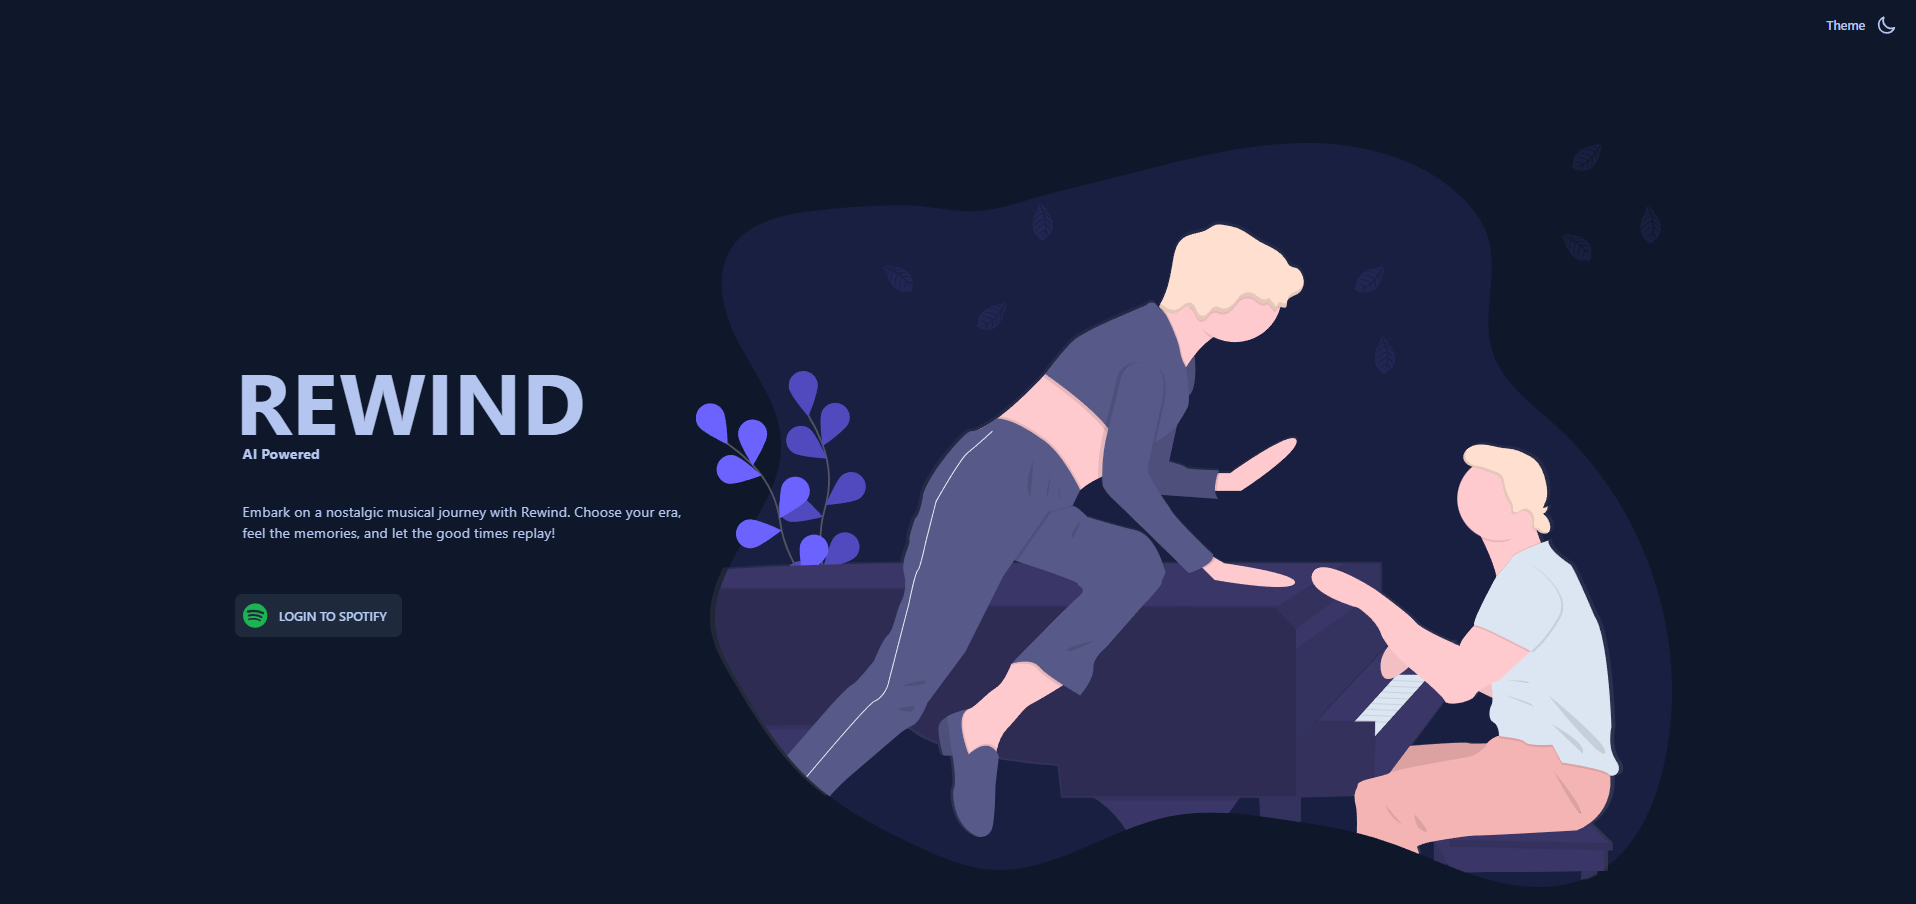 Theme
REWIND
AI Powered
Embark on a nostalgic musical journey with Rewind. Choose your era,
feel the memories, and let the good times replay!
LOGIN TO SPOTIFY